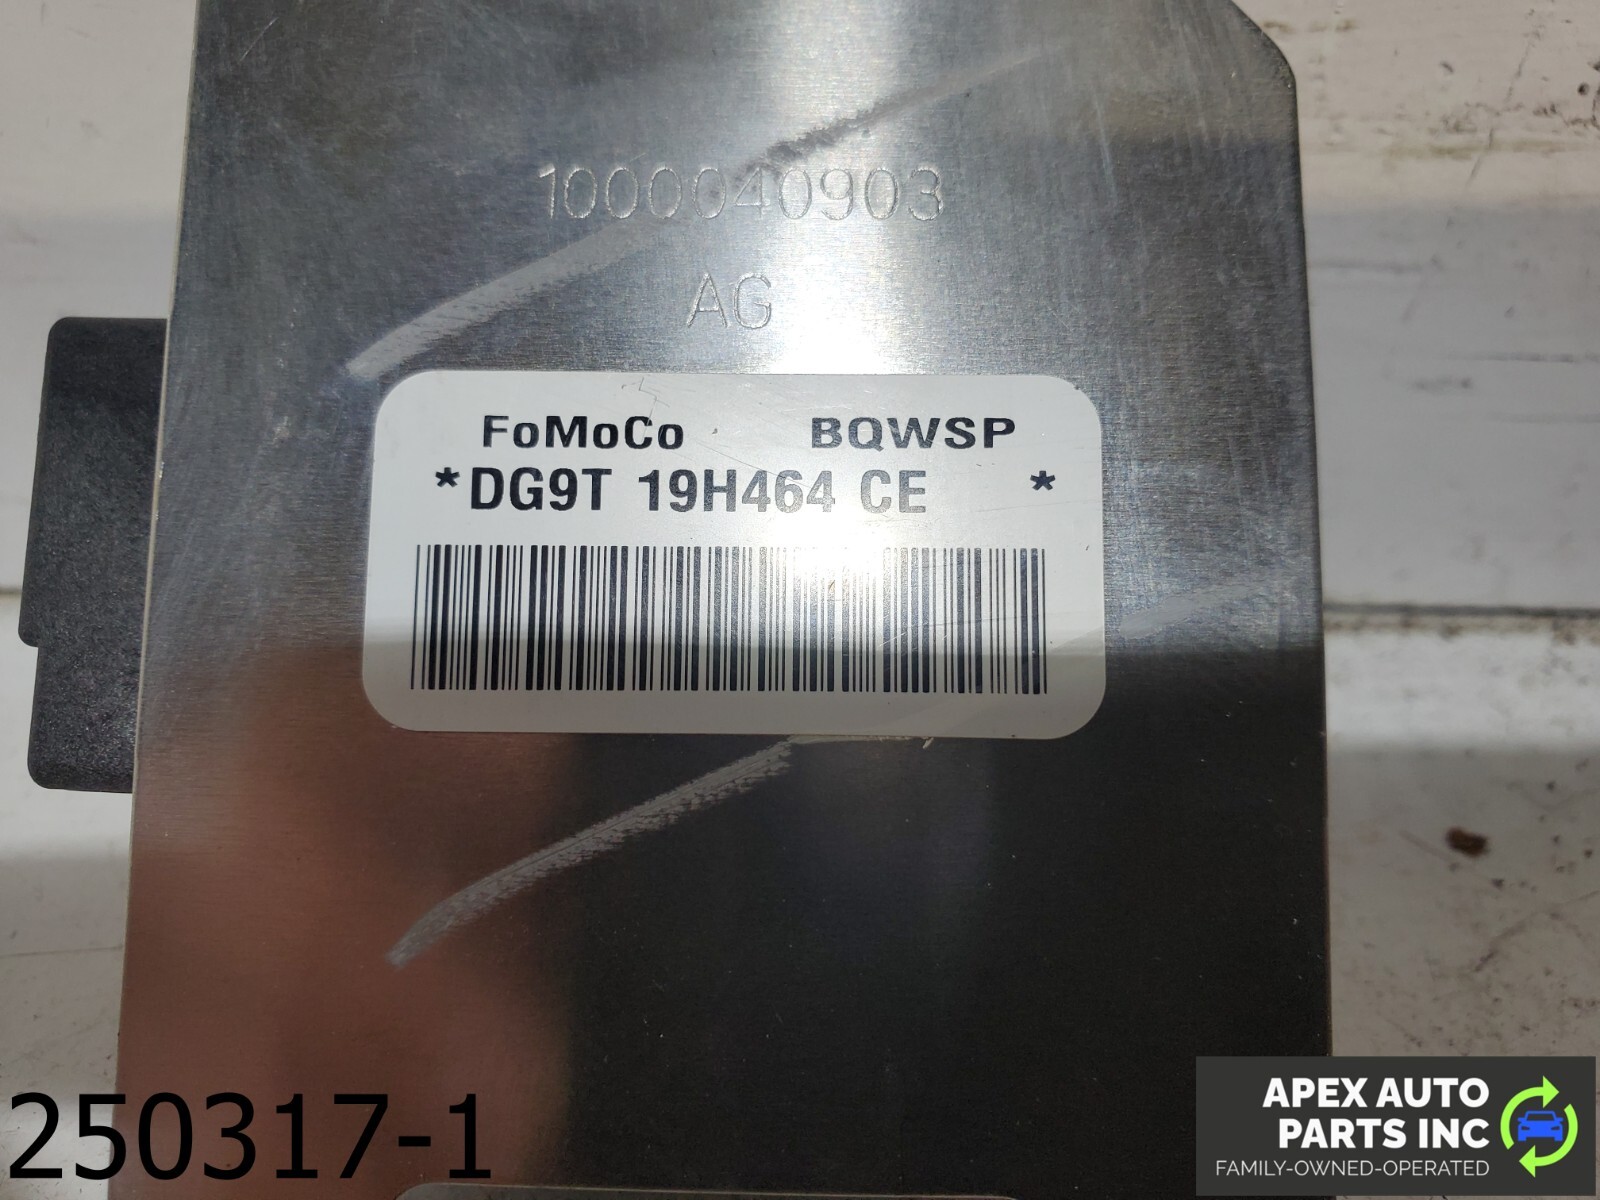 1000040903
AG
FoMoCo BQWSP
*DG9T 19H464 CE *
250317-1
APEX AUTO
PARTS INC
FAMILY-OWNED-OPERATED